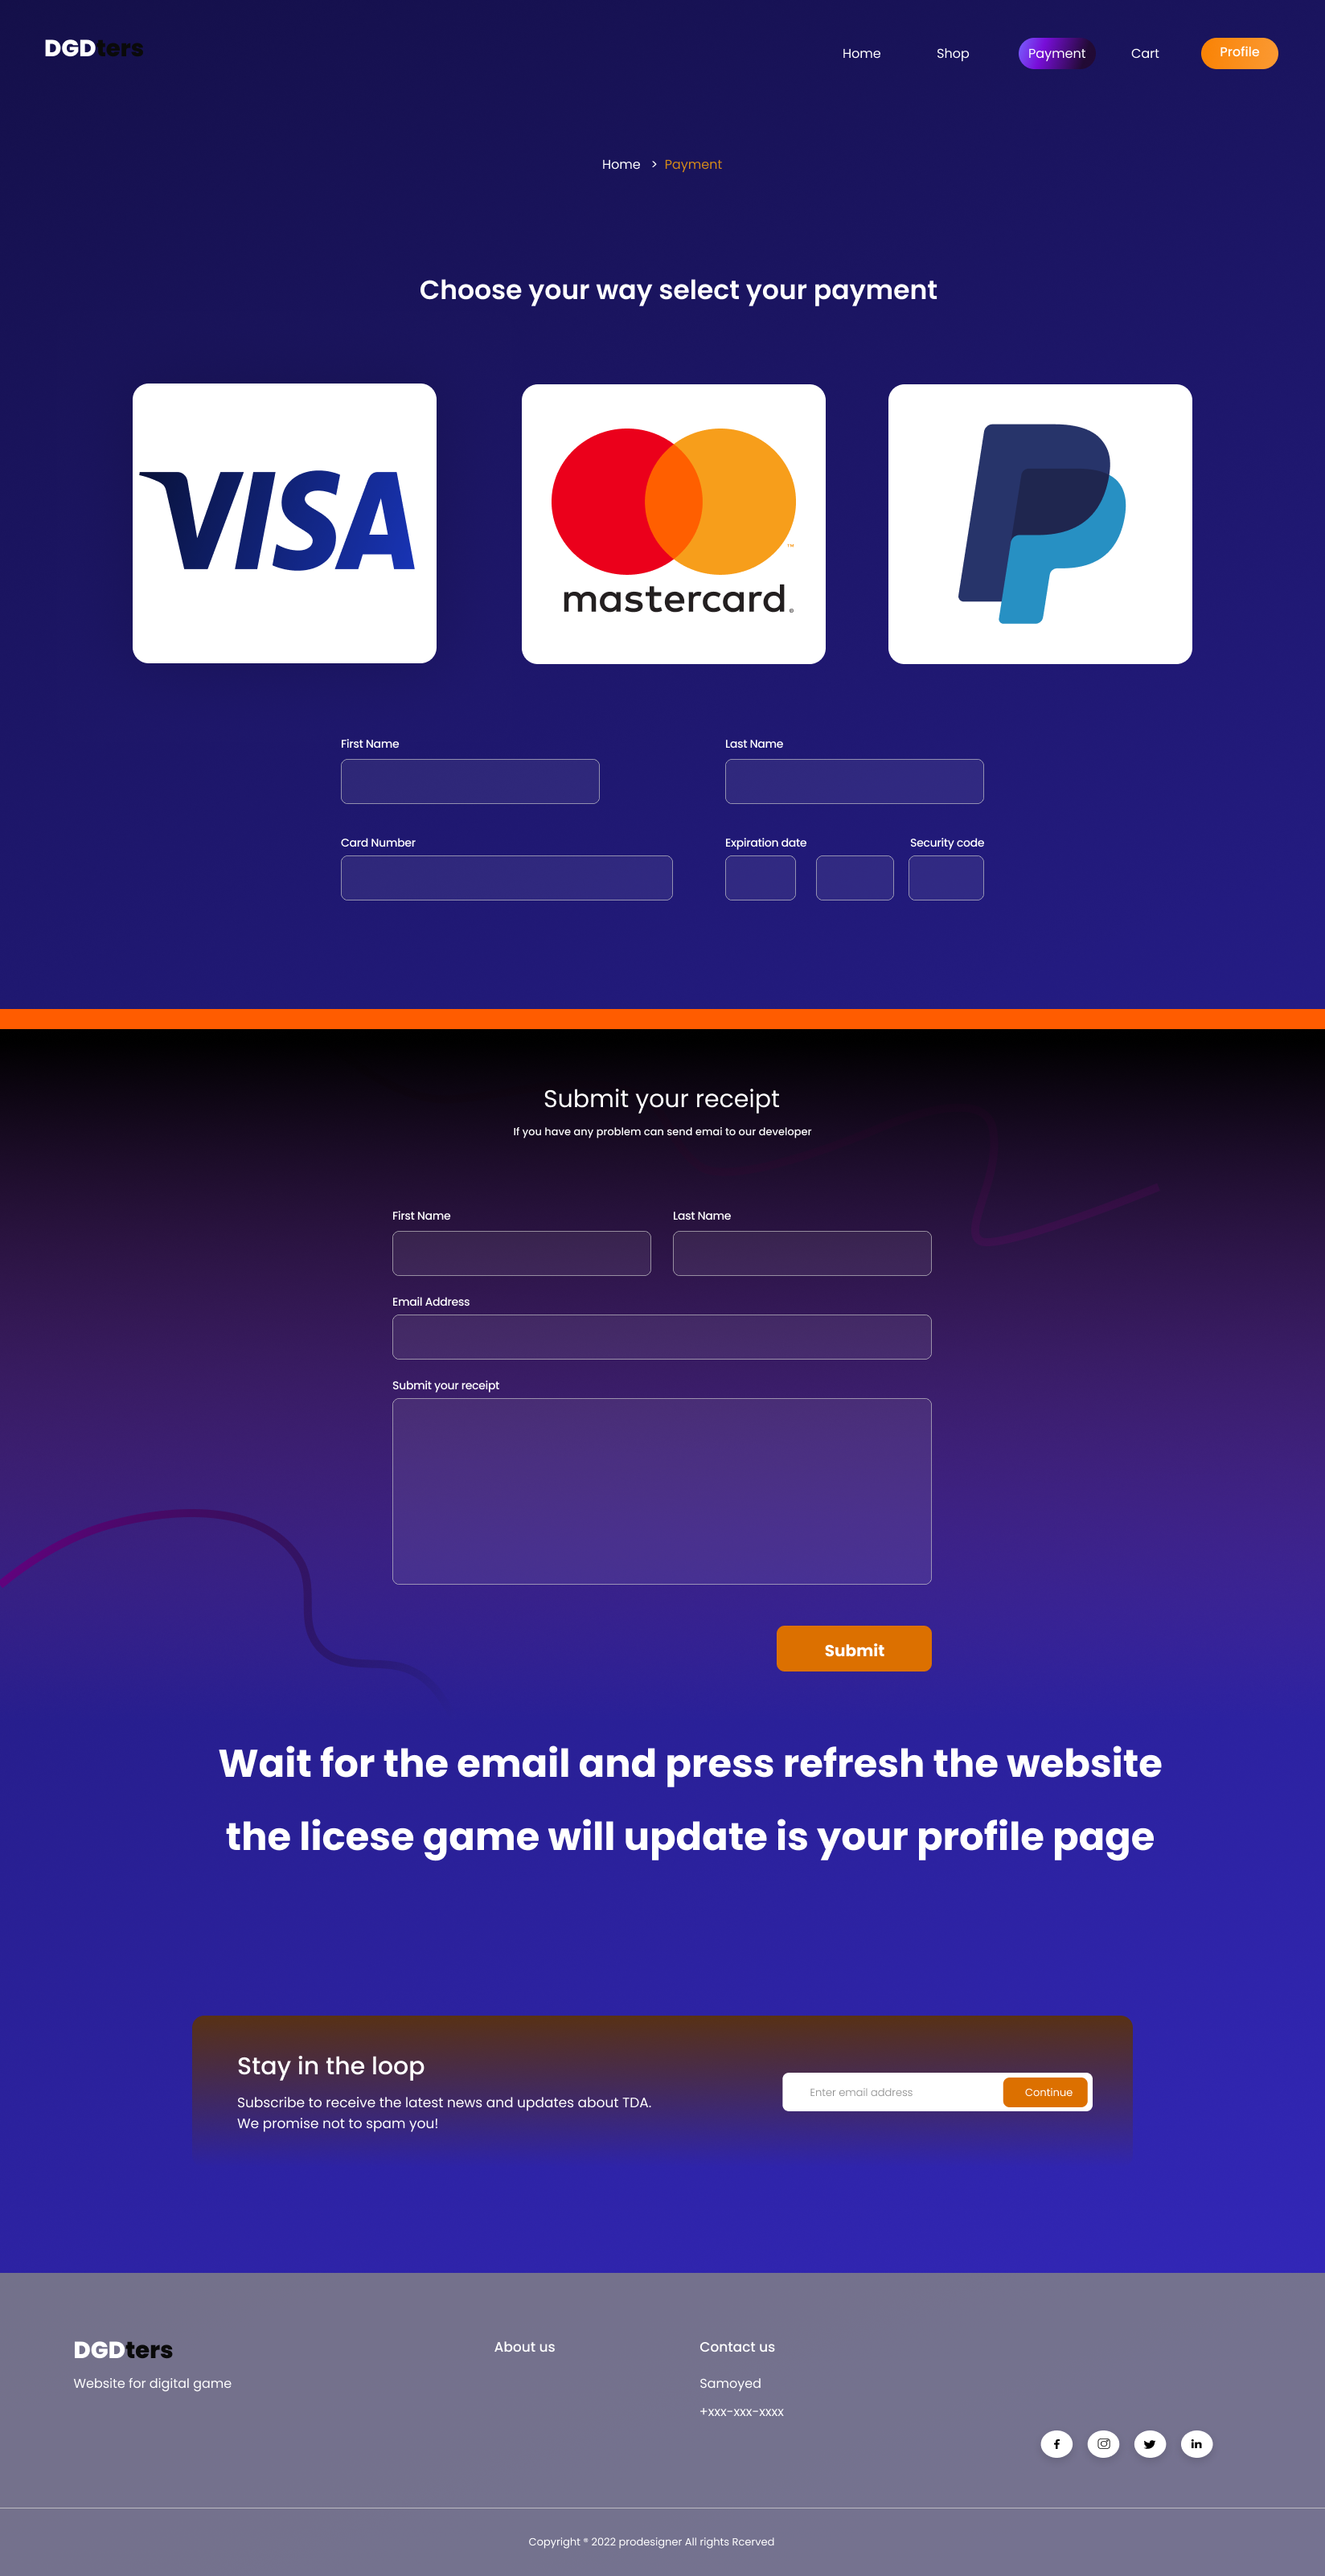 DGDters
Home Shop Payment Cart Profile
Home > Payment
Choose your way select your payment
VISA
mastercard®
™
First Name Last Name
Card Number Expiration date Security code
Submit your receipt
If you have any problem can send emai to our developer
First Name Last Name
Email Address
Submit your receipt
Submit
Wait for the email and press refresh the website
the licese game will update is your profile page
Stay in the loop
Subscribe to receive the latest news and updates about TDA.
We promise not to spam you!
Enter email address Continue
DGDters
Website for digital game
About us
Contact us
Samoyed
+xxx-xxx-xxxx
Copyright ® 2022 prodesigner All rights Rcerved